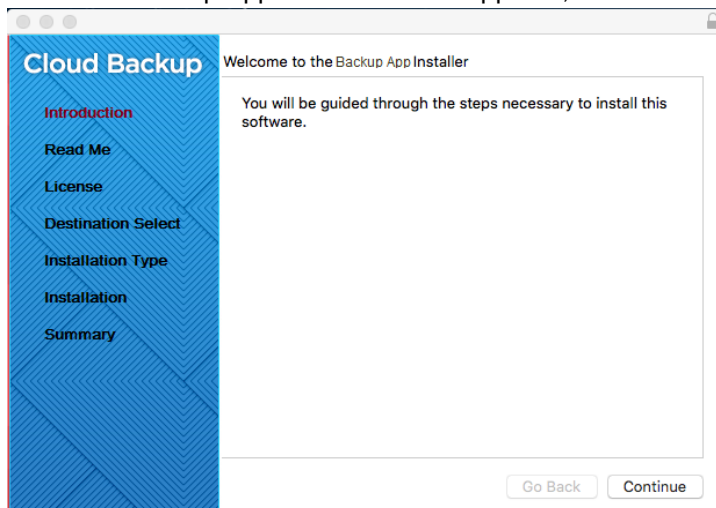 Cloud Backup
Introduction
Read Me
License
Destination Select
Installation Type
Installation
Summary
Welcome to the Backup App Installer
You will be guided through the steps necessary to install this
software.
Go Back
Continue